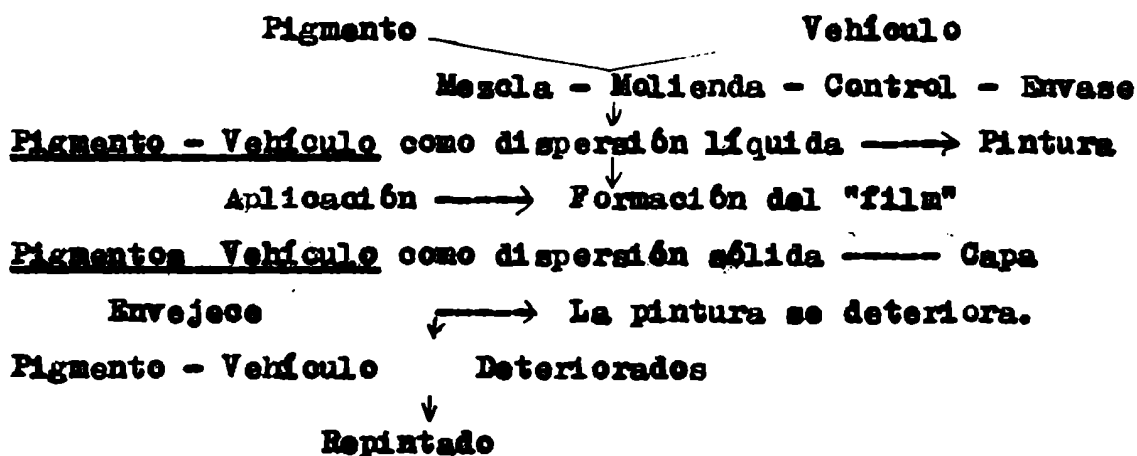 Pigmento Vehículo
Mezcla - Molienda - Control - Envase
Pigmento - Vehículo como dispersión líquida → Pintura
Aplicación → Formación del "film"
Pigmentos Vehículo como dispersión sólida — Capa
Envejece → La pintura se deteriora.
Pigmento - Vehículo Deteriorados
Repintado